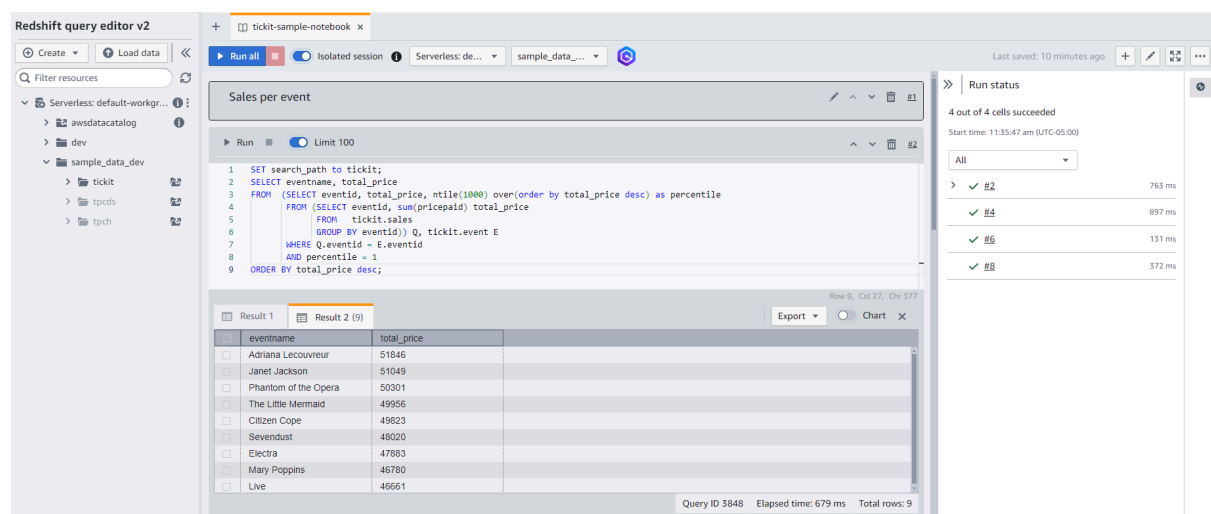 Redshift query editor v2
Create
Load data
Filter resources
Serverless: default-workgr...
awsdatacatalog
dev
sample_data_dev
tickit
tpcds
tpch
tickit-sample-notebook
Run all
Isolated session
Serverless: de...
sample_data_...
Last saved: 10 minutes ago
Sales per event
#1
Run
Limit 100
#2
1 SET search_path to tickit;
2 SELECT eventname, total_price
3 FROM (SELECT eventid, total_price, ntile(1000) over(order by total_price desc) as percentile
4 FROM (SELECT eventid, sum(pricepaid) total_price
5 FROM tickit.sales
6 GROUP BY eventid)) Q, tickit.event E
7 WHERE Q.eventid = E.eventid
8 AND percentile = 1
9 ORDER BY total_price desc;
Row 9, Col 27, Chr 377
Result 1
Result 2 (9)
Export
Chart
eventname total_price
Adriana Lecouvreur 51846
Janet Jackson 51049
Phantom of the Opera 50301
The Little Mermaid 49956
Citizen Cope 49823
Sevendust 48020
Electra 47883
Mary Poppins 46780
Live 46661
Query ID 3848 Elapsed time: 679 ms Total rows: 9
Run status
4 out of 4 cells succeeded
Start time: 11:35:47 am (UTC-05:00)
All
#2 763 ms
#4 897 ms
#6 131 ms
#8 372 ms